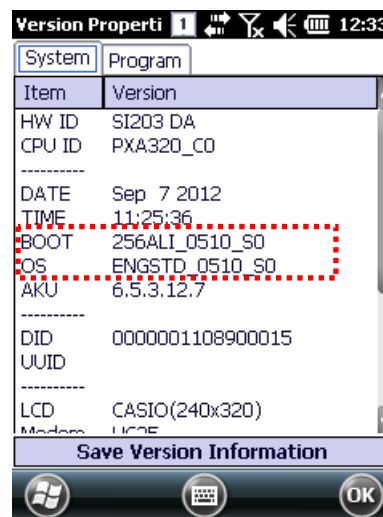 Version Properti 1 12:33
System Program
Item Version
HW ID SI203 DA
CPU ID PXA320_C0
----------
DATE Sep 7 2012
TIME 11:25:36
BOOT 256ALI_0510_S0
OS ENGSTD_0510_S0
AKU 6.5.3.12.7
----------
DID 0000001108900015
UUID
----------
LCD CASIO(240x320)
Modem
Save Version Information
OK